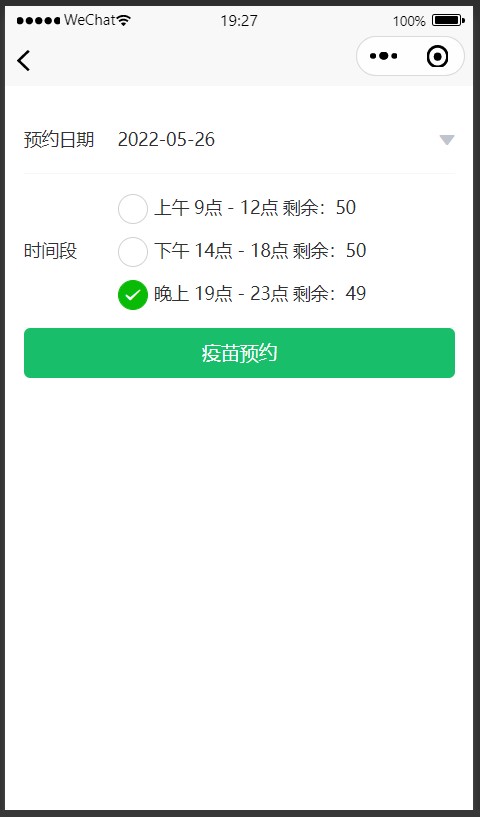 WeChat 19:27 100%
预约日期 2022-05-26
上午 9点 - 12点 剩余：50
时间段 下午 14点 - 18点 剩余：50
晚上 19点 - 23点 剩余：49
疫苗预约